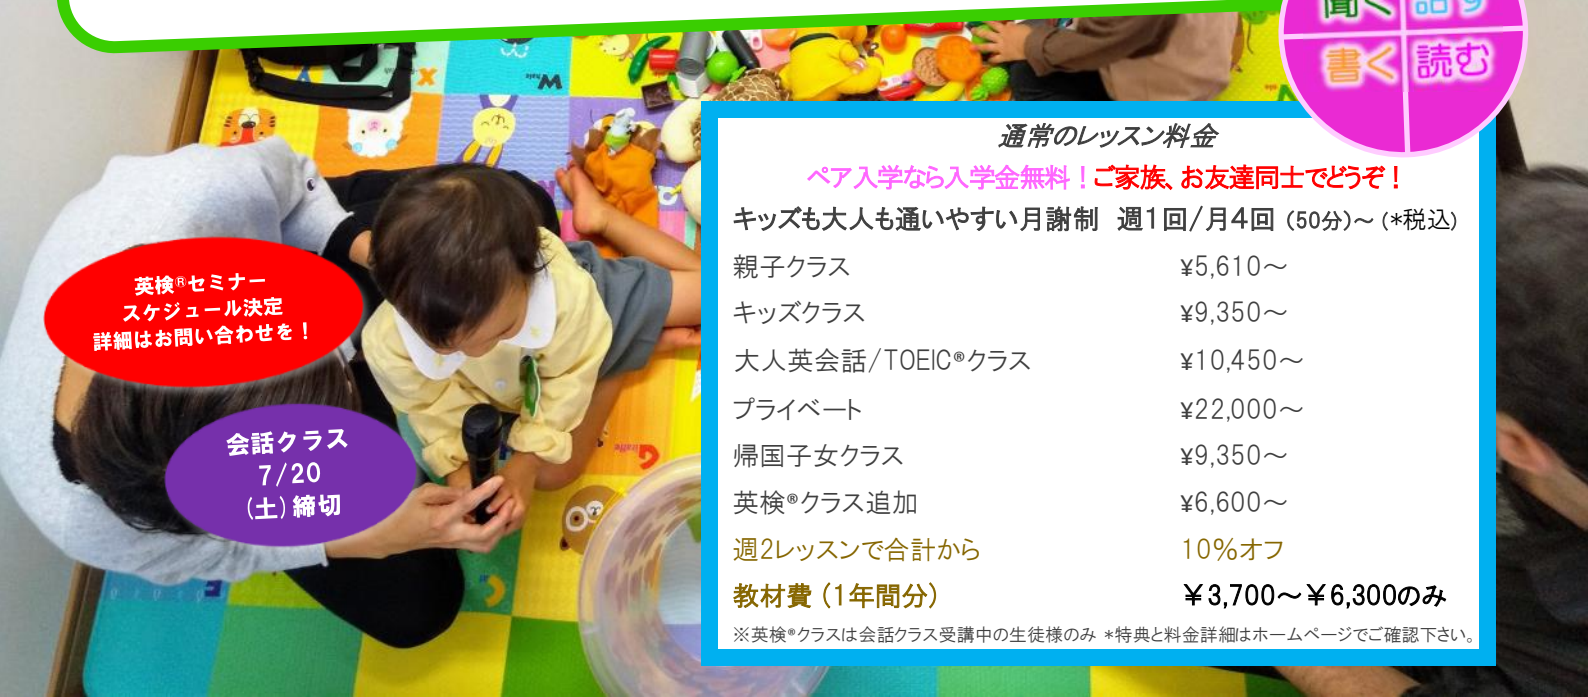 聞く 話す
書く 読む
通常のレッスン料金
ペア入学なら入学金無料！ご家族、お友達同士でどうぞ！
キッズも大人も通いやすい月謝制　週1回/月4回（50分）～（*税込）
親子クラス ¥5,610～
キッズクラス ¥9,350～
大人英会話/TOEIC®クラス ¥10,450～
プライベート ¥22,000～
帰国子女クラス ¥9,350～
英検®クラス追加 ¥6,600～
週2レッスンで合計から 10%オフ
教材費（1年間分） ￥3,700～￥6,300のみ
※英検®クラスは会話クラス受講中の生徒様のみ *特典と料金詳細はホームページでご確認下さい。
英検®セミナー
スケジュール決定
詳細はお問い合わせを！
会話クラス
7/20
(土)締切
X
W hale
G iraffe